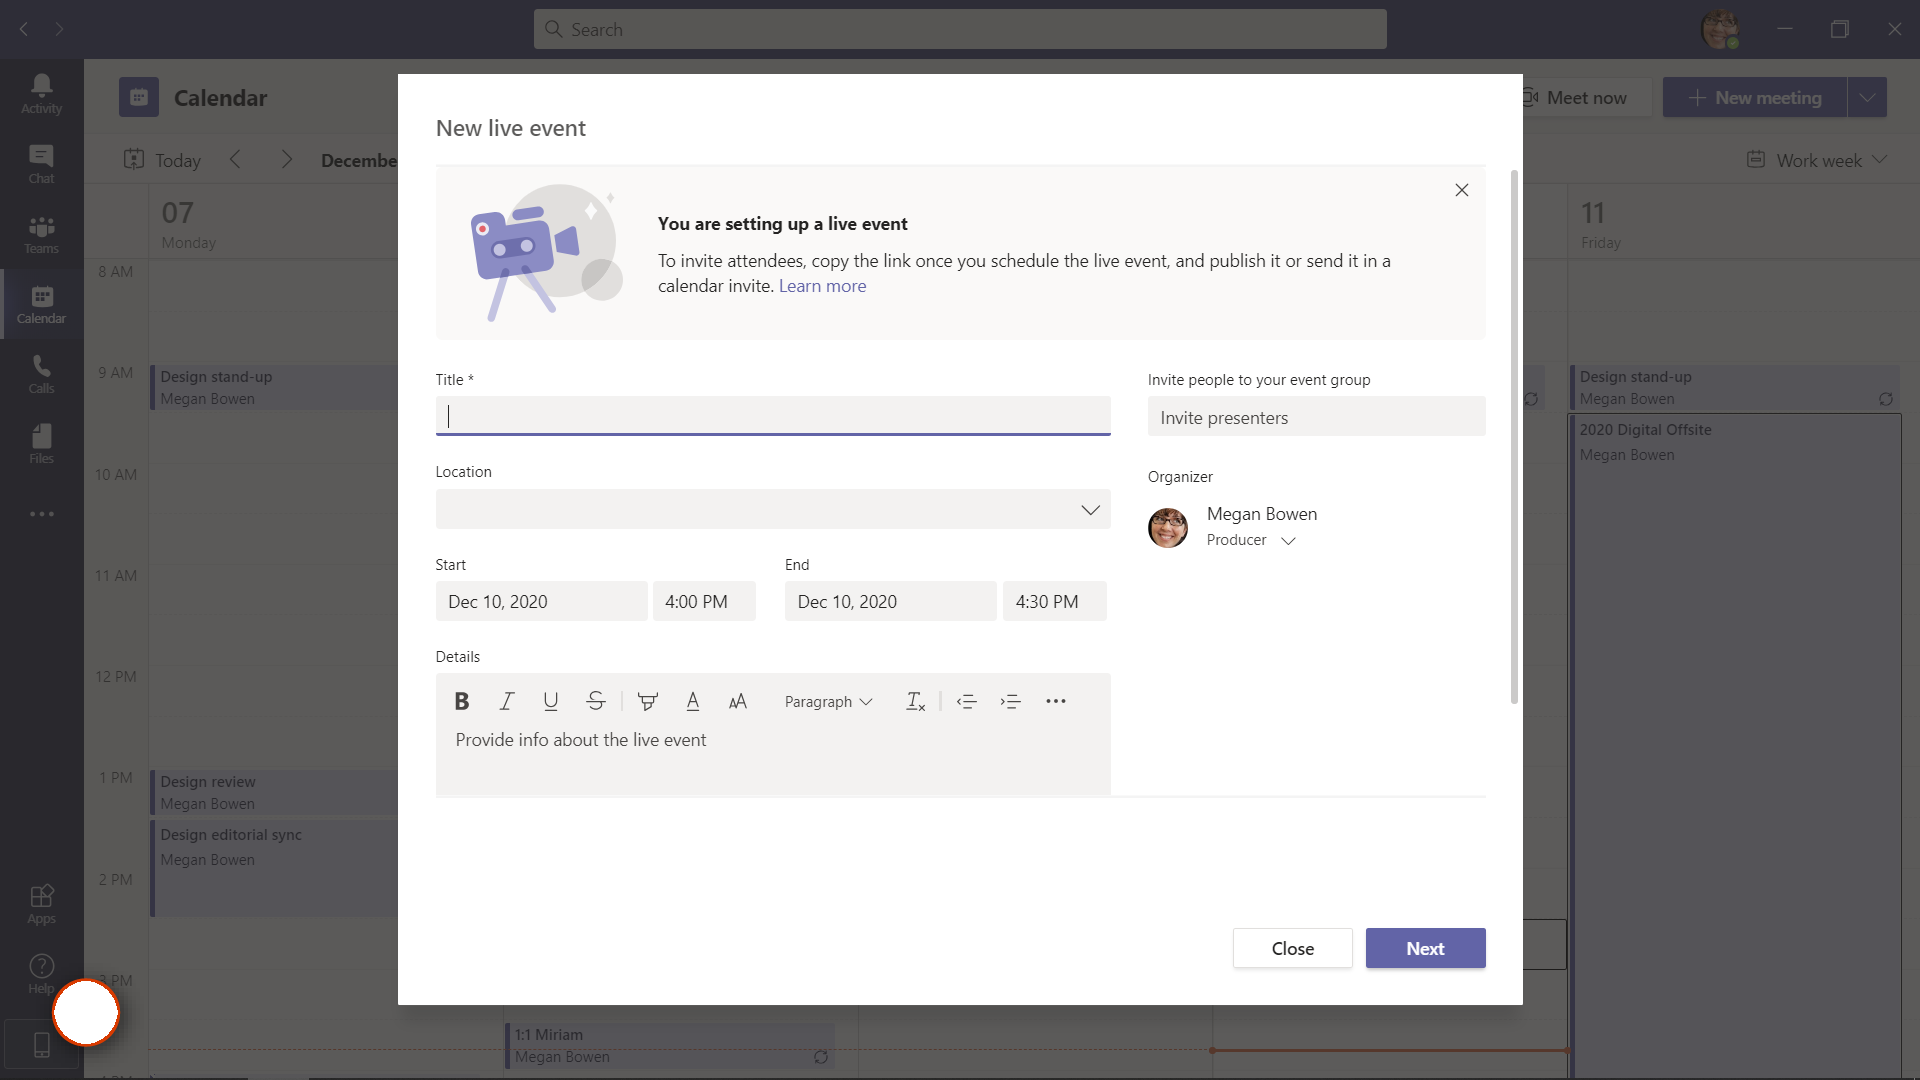 Search
Activity
Chat
Teams
Calendar
Calls
Files
Apps
Help
Calendar
Meet now
New meeting
Today
Decembe
Work week
07
Monday
11
Friday
8 AM
9 AM
10 AM
11 AM
12 PM
1 PM
2 PM
3 PM
Design stand-up
Megan Bowen
Design review
Megan Bowen
Design editorial sync
Megan Bowen
1:1 Miriam
Megan Bowen
Design stand-up
Megan Bowen
2020 Digital Offsite
Megan Bowen
New live event
You are setting up a live event
To invite attendees, copy the link once you schedule the live event, and publish it or send it in a
calendar invite. Learn more
Title *
Invite people to your event group
Invite presenters
Location
Organizer
Megan Bowen
Producer
Start
End
Dec 10, 2020 4:00 PM Dec 10, 2020 4:30 PM
Details
B I U S A AA Paragraph Tx
Provide info about the live event
Close Next